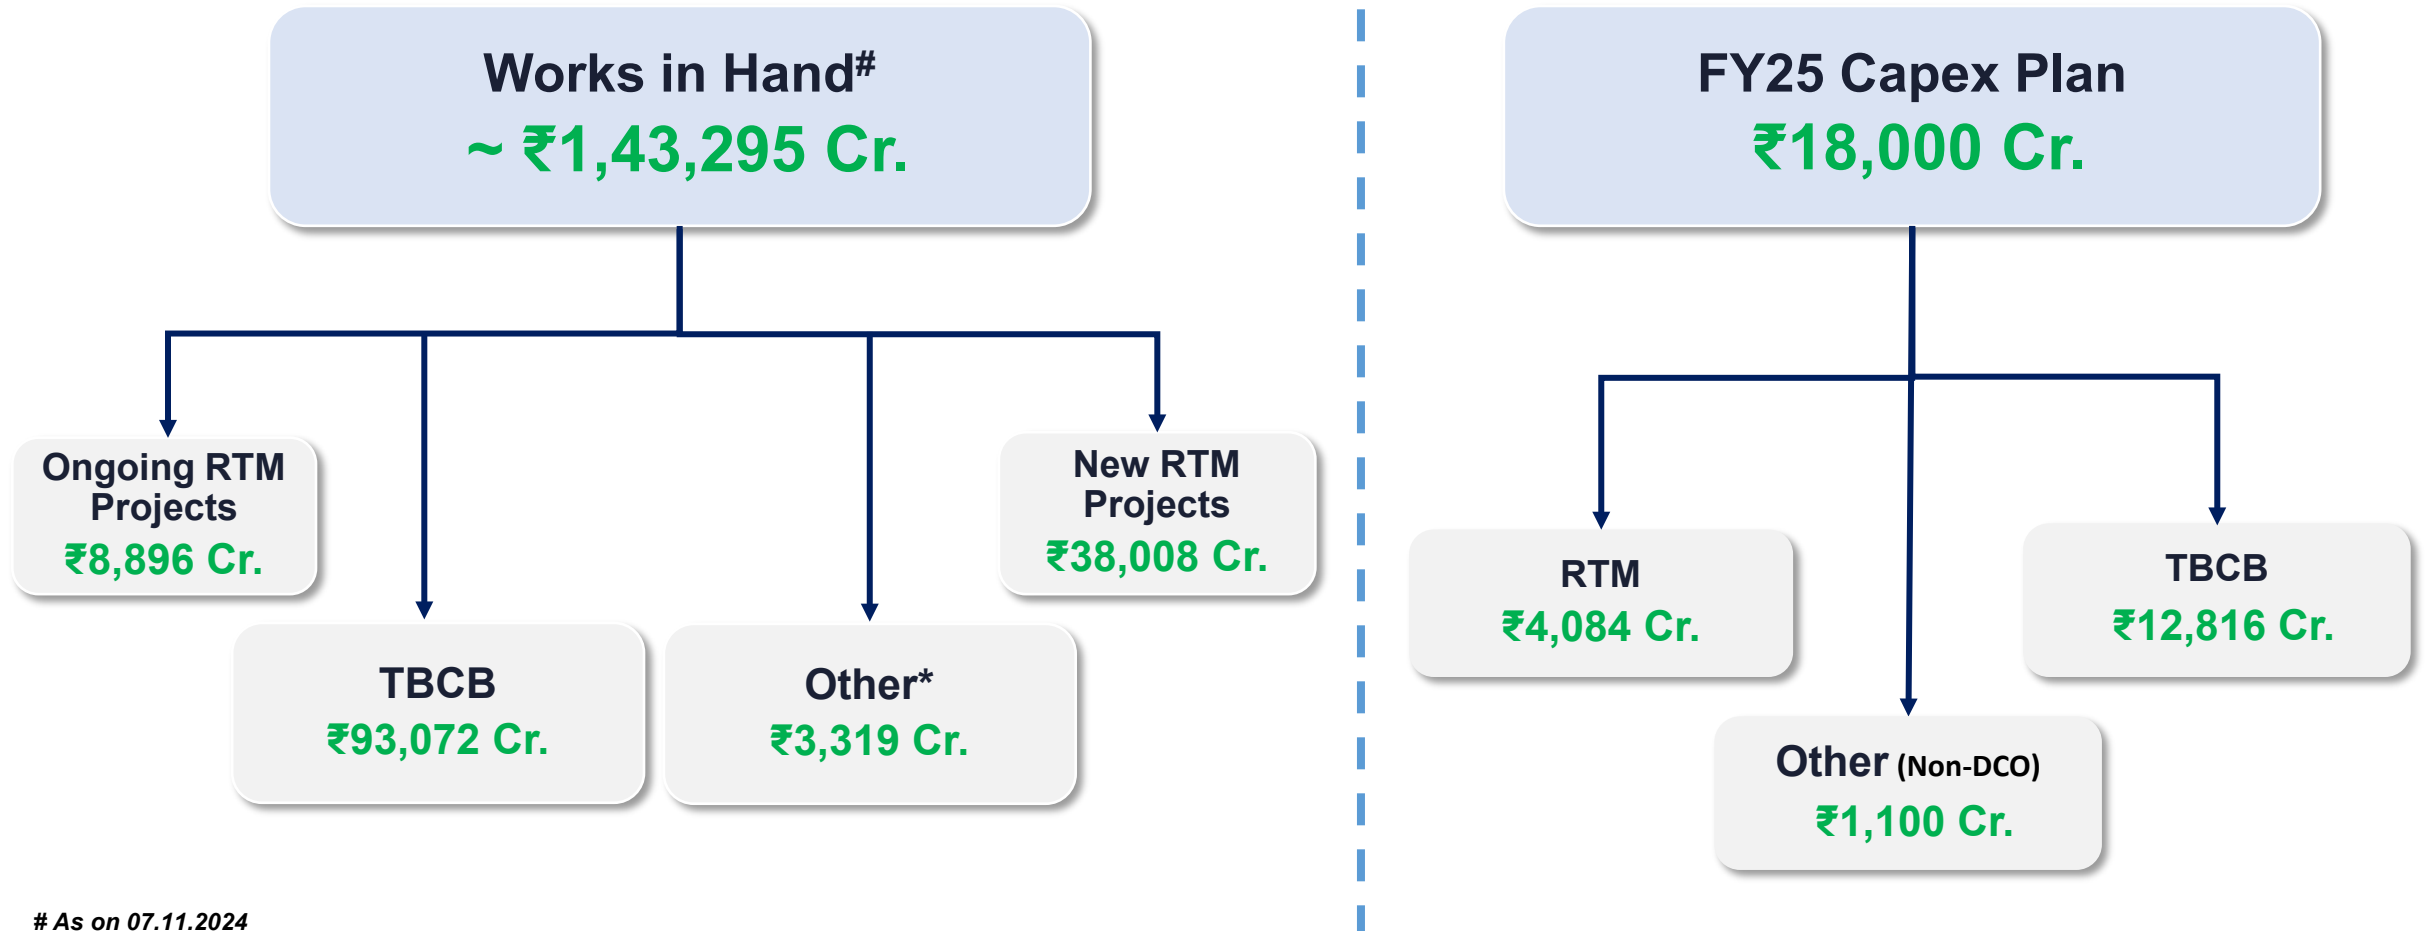 Works in Hand#
~ ₹1,43,295 Cr.
Ongoing RTM
Projects
₹8,896 Cr.
TBCB
₹93,072 Cr.
Other*
₹3,319 Cr.
New RTM
Projects
₹38,008 Cr.
# As on 07.11.2024
FY25 Capex Plan
₹18,000 Cr.
RTM
₹4,084 Cr.
Other (Non-DCO)
₹1,100 Cr.
TBCB
₹12,816 Cr.